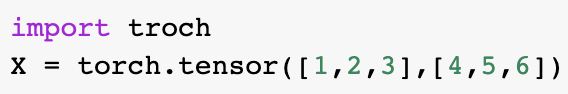 import troch
X = torch.tensor([1,2,3],[4,5,6])